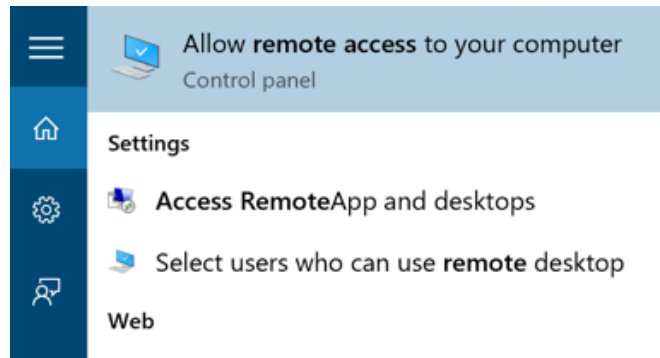 Allow remote access to your computer
Control panel
Settings
Access RemoteApp and desktops
Select users who can use remote desktop
Web